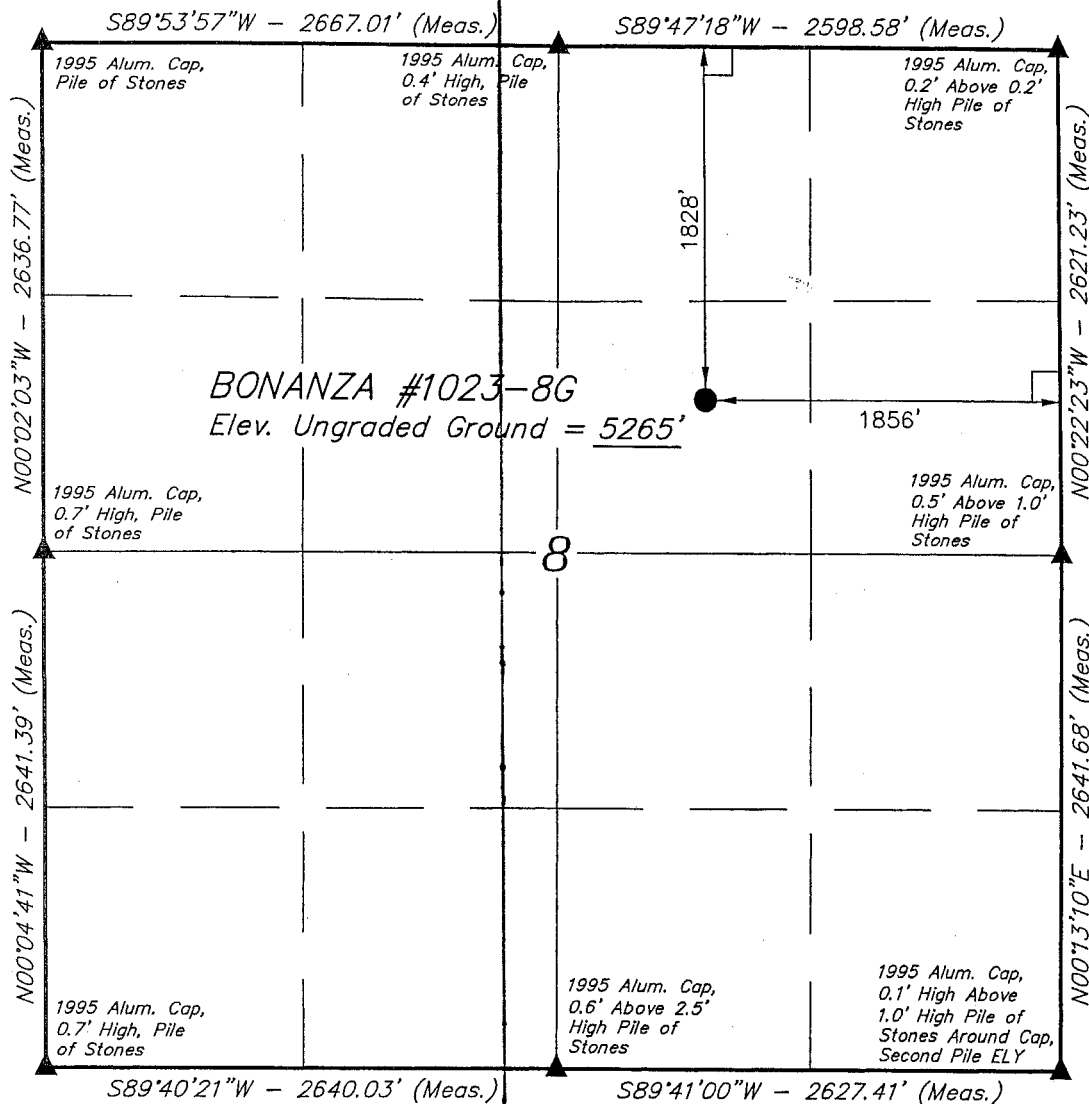 S89°53'57"W - 2667.01' (Meas.)
S89°47'18"W - 2598.58' (Meas.)
1995 Alum. Cap,
Pile of Stones
1995 Alum. Cap,
0.4' High, Pile
of Stones
1995 Alum. Cap,
0.2' Above 0.2'
High Pile of
Stones
N00°02'03"W - 2636.77' (Meas.)
1828'
N00°22'23"W - 2621.23' (Meas.)
BONANZA #1023-8G
Elev. Ungraded Ground = 5265'
1856'
1995 Alum. Cap,
0.7' High, Pile
of Stones
1995 Alum. Cap,
0.5' Above 1.0'
High Pile of
Stones
8
N00°04'41"W - 2641.39' (Meas.)
N00°13'10"E - 2641.68' (Meas.)
1995 Alum. Cap,
0.7' High, Pile
of Stones
1995 Alum. Cap,
0.6' Above 2.5'
High Pile of
Stones
1995 Alum. Cap,
0.1' High Above
1.0' High Pile of
Stones Around Cap,
Second Pile ELY
S89°40'21"W - 2640.03' (Meas.)
S89°41'00"W - 2627.41' (Meas.)